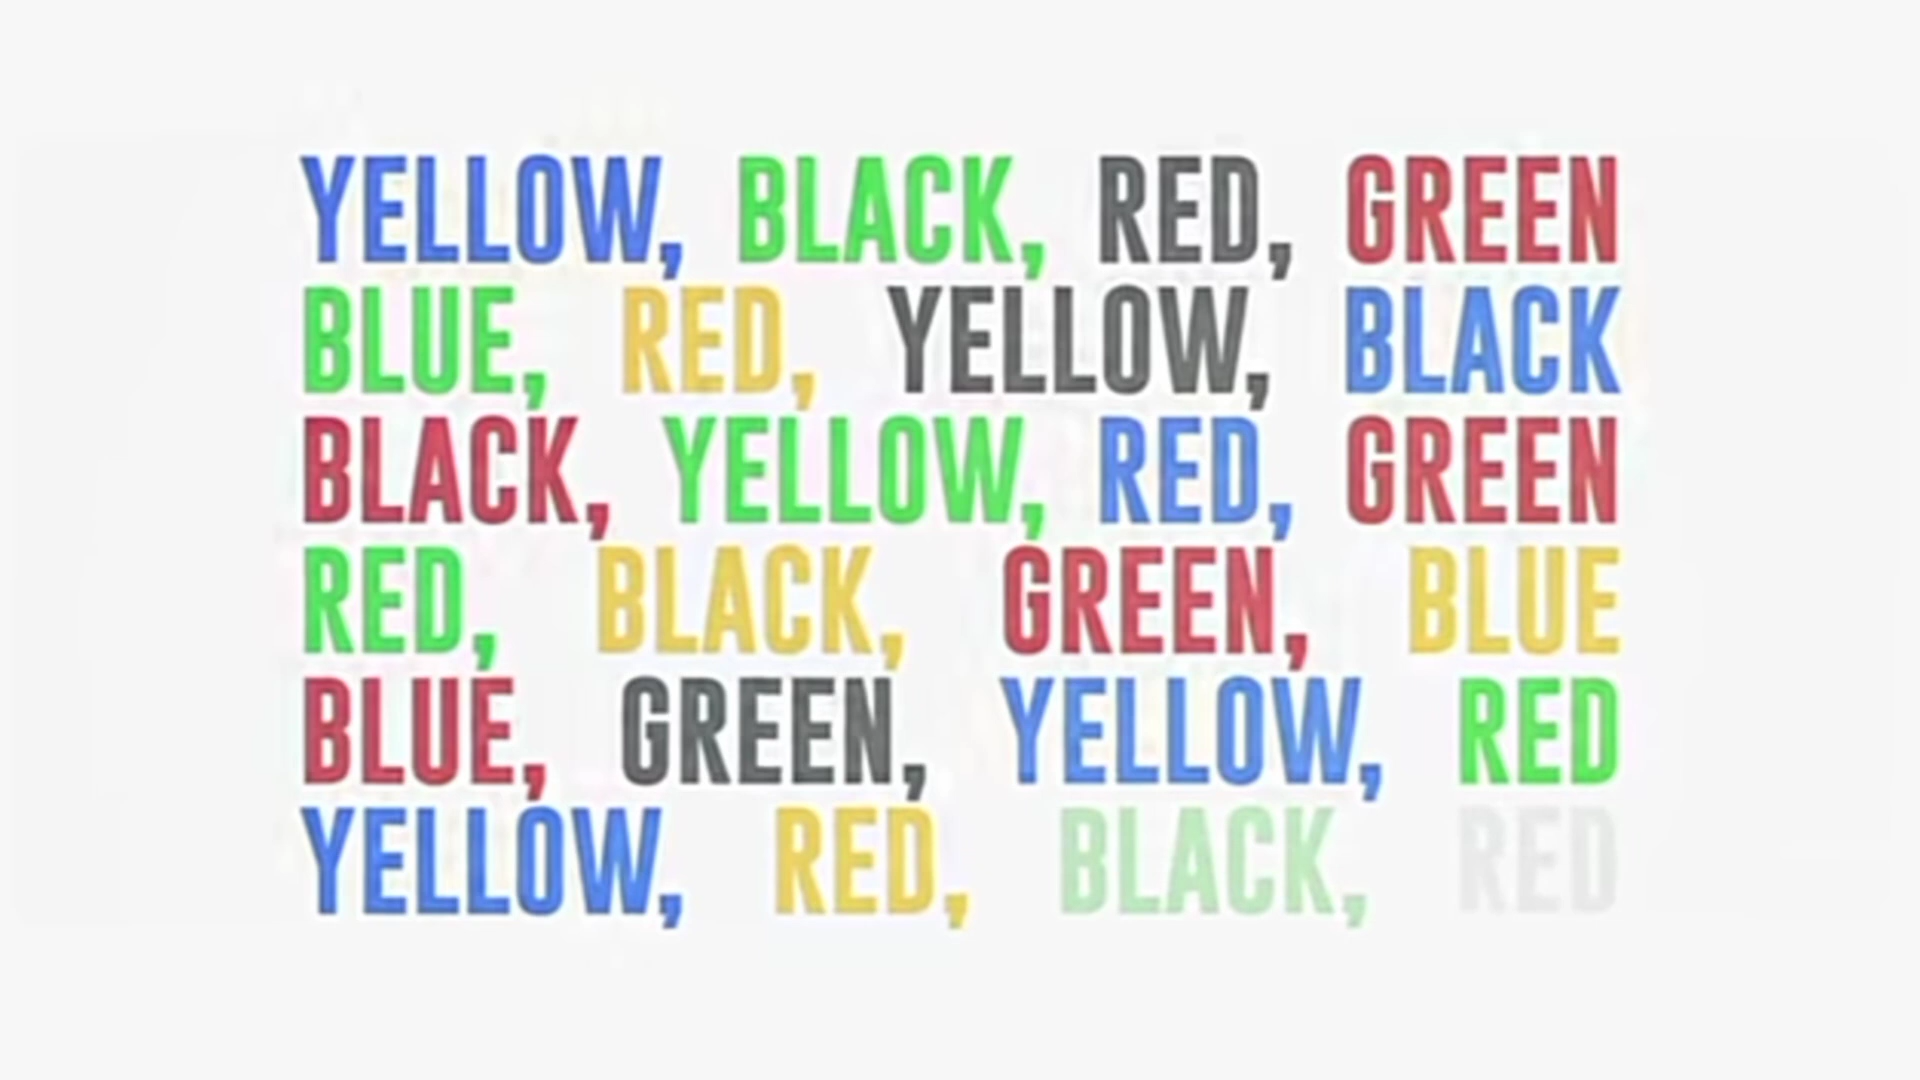 YELLOW, BLACK, RED, GREEN
BLUE, RED, YELLOW, BLACK
BLACK, YELLOW, RED, GREEN
RED, BLACK, GREEN, BLUE
BLUE, GREEN, YELLOW, RED
YELLOW, RED, BLACK, RED